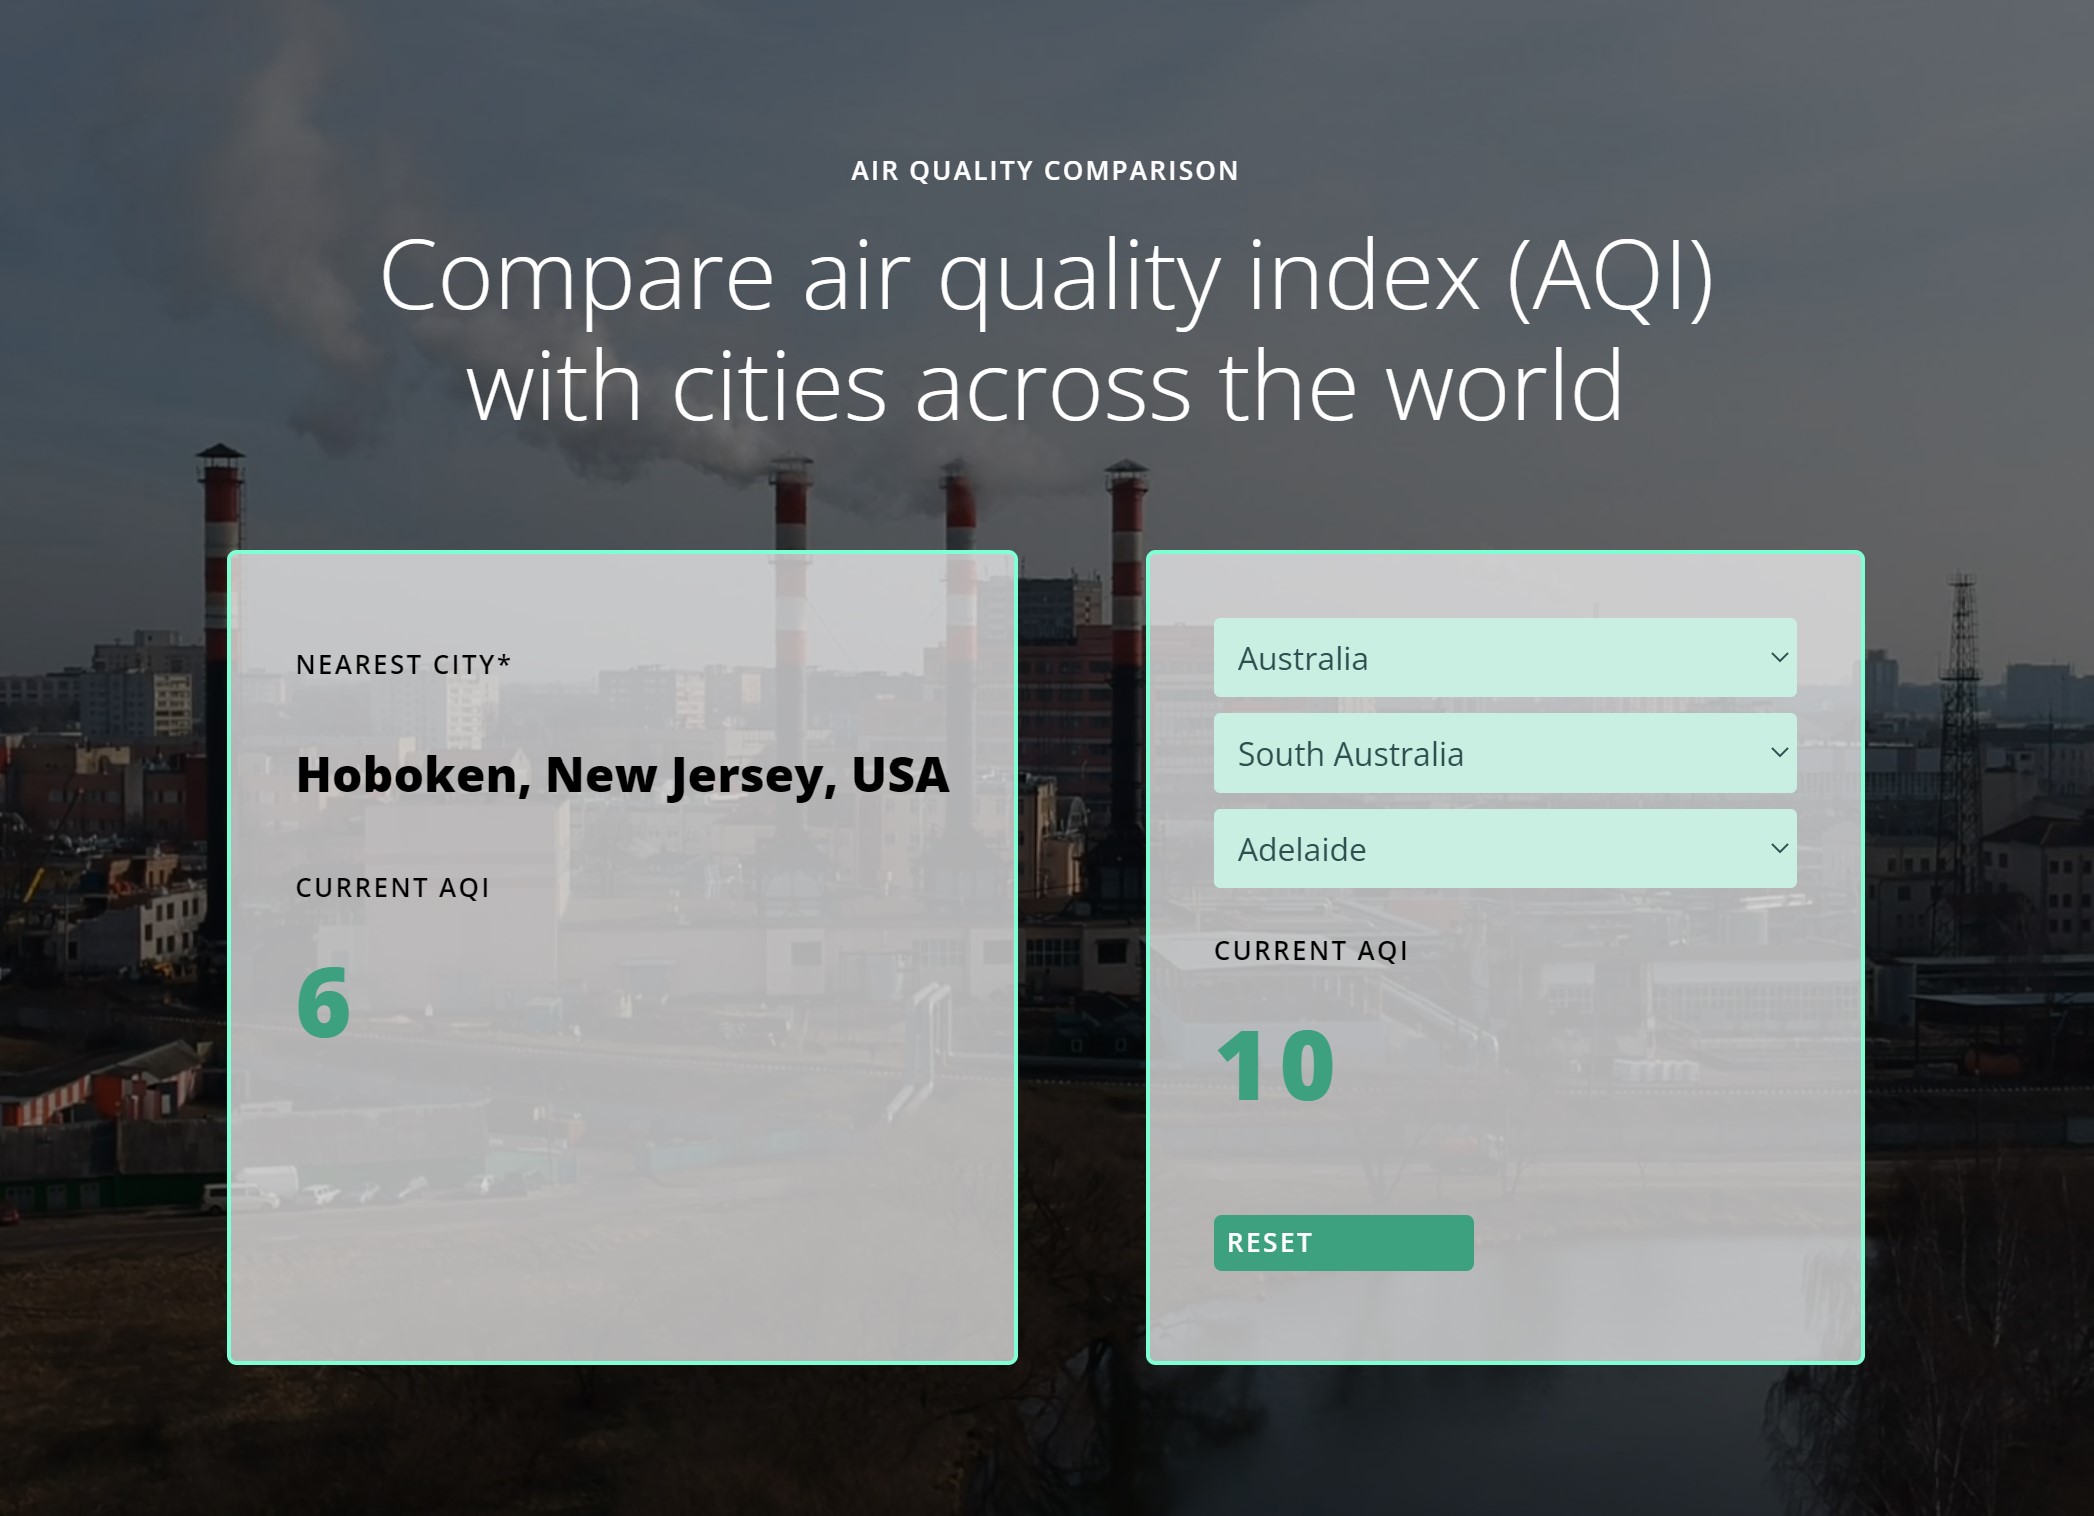 AIR QUALITY COMPARISON
Compare air quality index (AQI)
with cities across the world
NEAREST CITY*
Hoboken, New Jersey, USA
CURRENT AQI
6
Australia
South Australia
Adelaide
CURRENT AQI
10
RESET